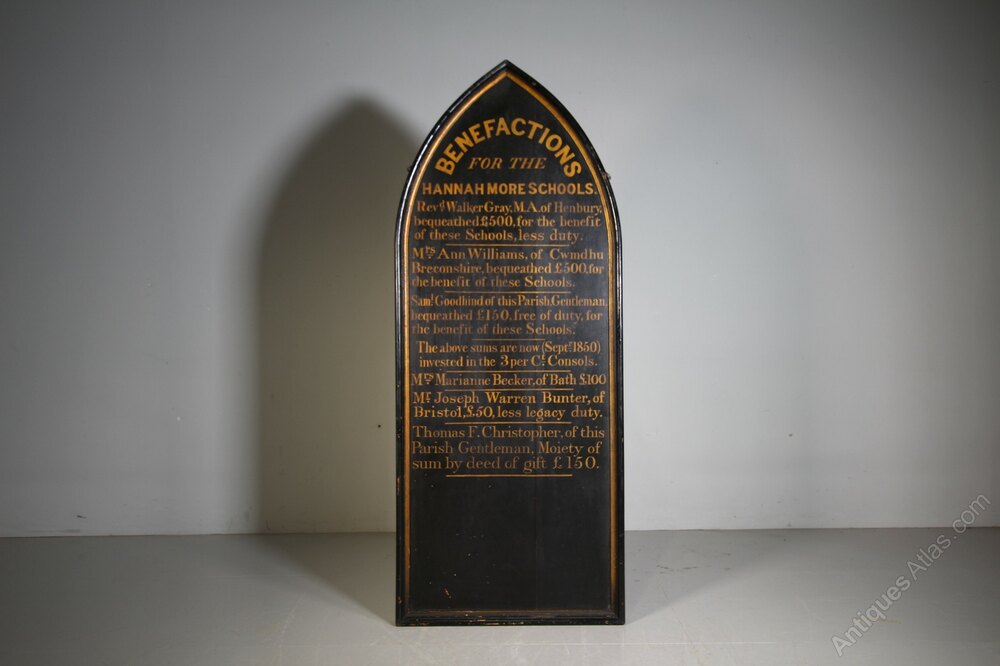 BENEFACTIONS
FOR THE
HANNAH MORE SCHOOLS.
Revd. Walker Gray, M.A. of Henbury,
bequeathed £500, for the benefit
of these Schools, less duty.
Mrs. Ann Williams, of Cwmdhu
Breconshire, bequeathed £500, for
the benefit of these Schools.
Saml. Goodhind of this Parish, Gentleman,
bequeathed £150, free of duty, for
the benefit of these Schools.
The above sums are now (Septr. 1850)
invested in the 3 per Ct. Consols.
Mrs. Marianne Becker, of Bath £100
Mr. Joseph Warren Bunter, of
Bristol, £50, less legacy duty.
Thomas F. Christopher, of this
Parish Gentleman, Moiety of
sum by deed of gift £150.
Antiques Atlas.com